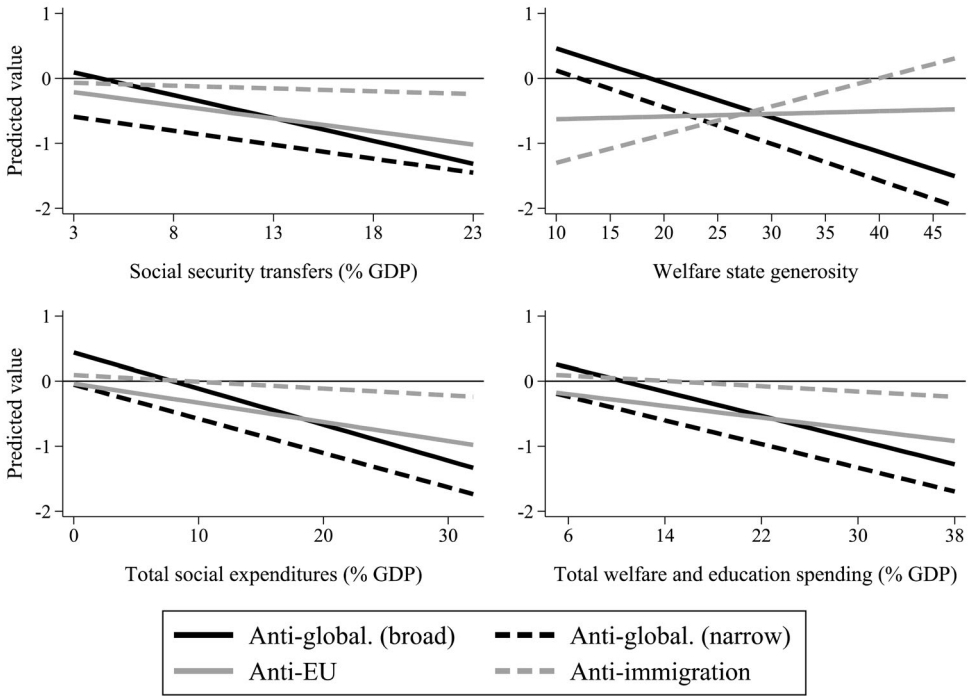 1
0
-1
-2
Predicted value
3 8 13 18 23
Social security transfers (% GDP)
1
0
-1
-2
10 15 20 25 30 35 40 45
Welfare state generosity
1
0
-1
-2
Predicted value
0 10 20 30
Total social expenditures (% GDP)
1
0
-1
-2
6 14 22 30 38
Total welfare and education spending (% GDP)
Anti-global. (broad) Anti-global. (narrow)
Anti-EU Anti-immigration